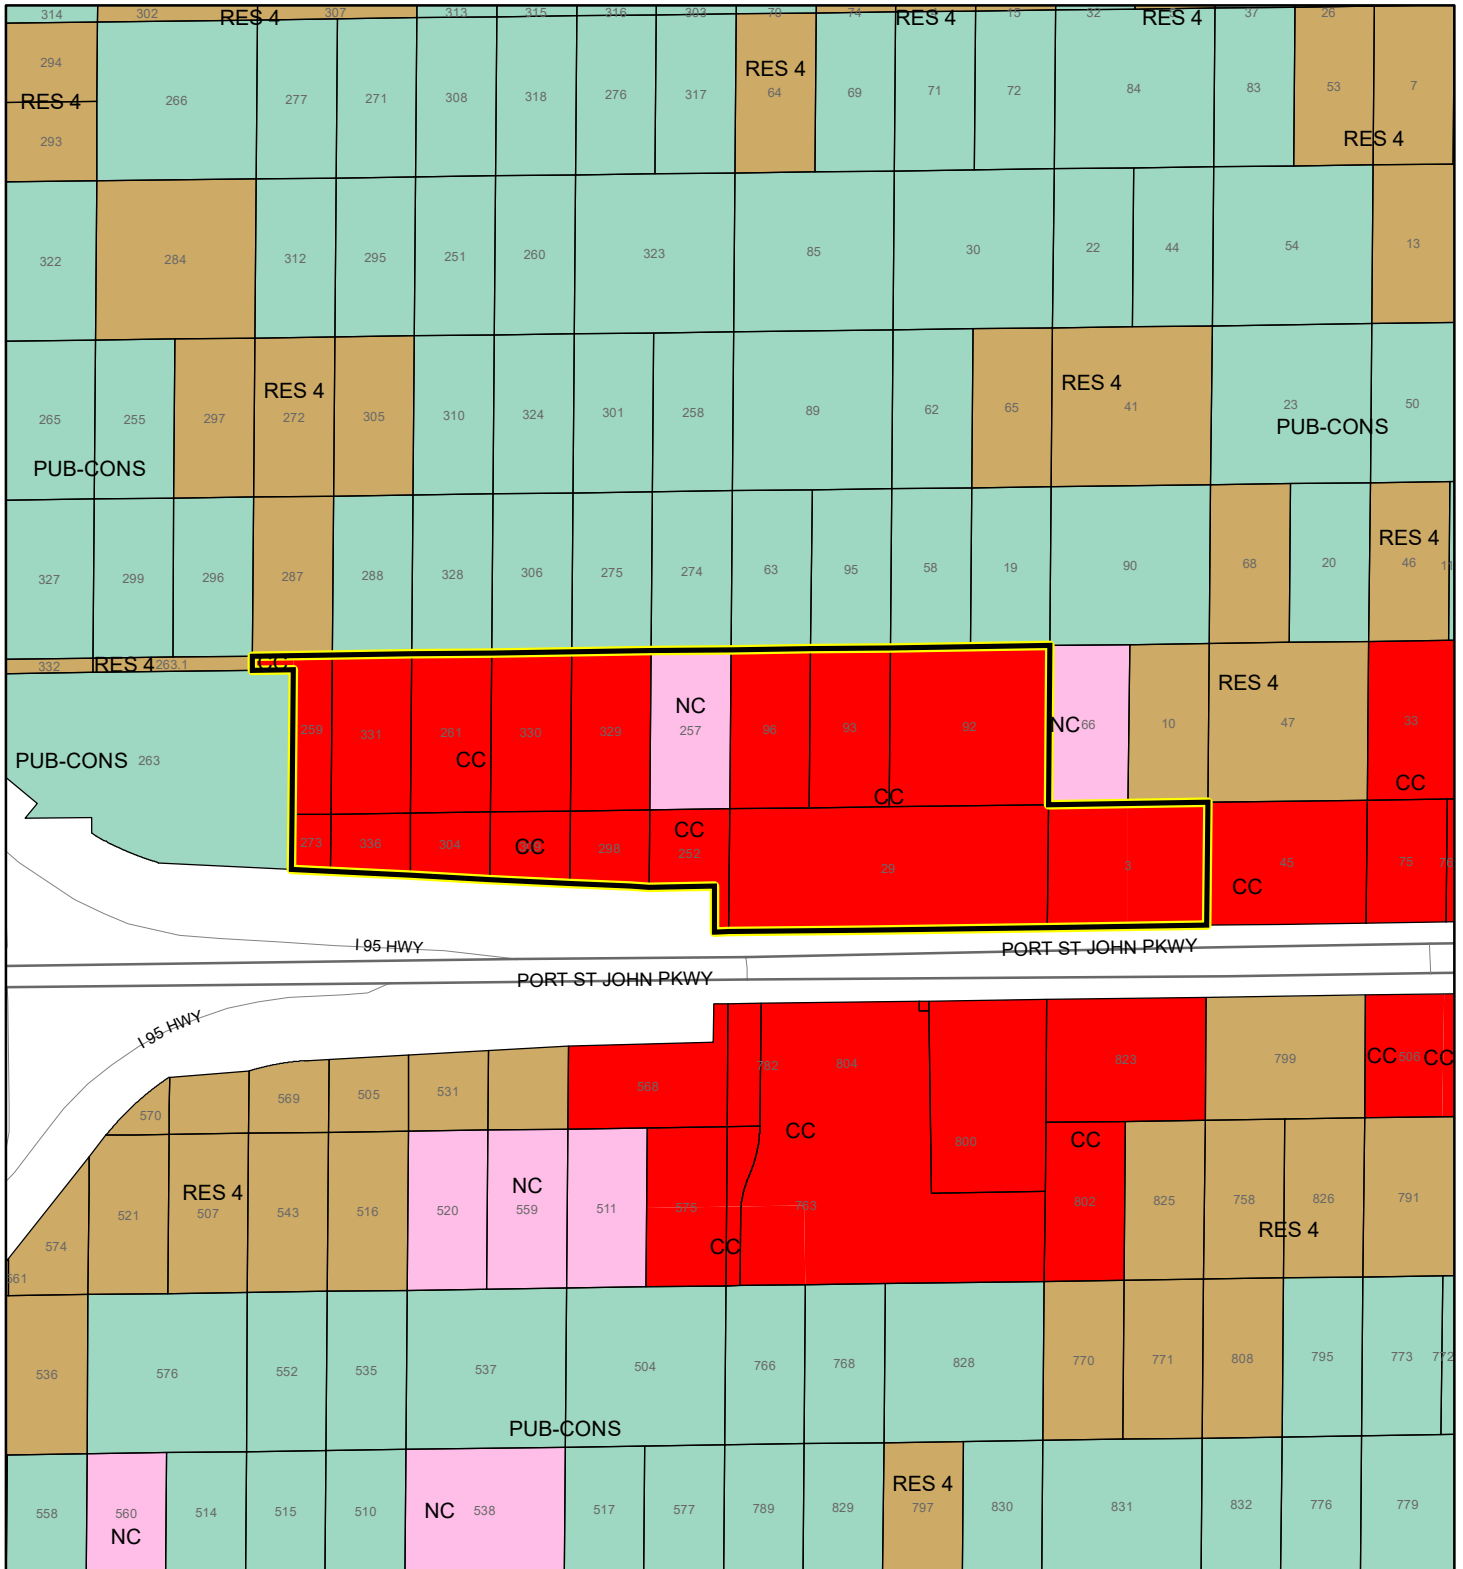 314 302 RES 4 307 313 315 316 303 70 74 RES 4 15 32 RES 4 37 26
294
RES 4 266 277 271 308 318 276 317 RES 4 64 69 71 72 84 83 53 7
293 RES 4
322 284 312 295 251 260 323 85 30 22 44 54 13
RES 4 RES 4
265 255 297 272 305 310 324 301 258 89 62 65 41 23 50
PUB-CONS PUB-CONS
RES 4
327 299 296 287 288 328 306 275 274 63 95 58 19 90 68 20 46 11
332 RES 4 263.1 CC
RES 4
NC
259 331 261 330 329 257 96 93 92 NC 66 10 47 33
PUB-CONS 263 CC
CC CC
CC
273 336 304 CC 298 252 29 3 45 75 76
CC
I 95 HWY PORT ST JOHN PKWY
PORT ST JOHN PKWY
I 95 HWY
570 569 505 531 568 782 804 823 799 CC 506 CC
CC CC
800
RES 4 NC
521 507 543 516 520 559 511 575 763 802 825 758 826 791
574 CC RES 4
561
536 576 552 535 537 504 766 768 828 770 771 808 795 773 772
PUB-CONS
RES 4
558 560 514 515 510 NC 538 517 577 789 829 797 830 831 832 776 779
NC